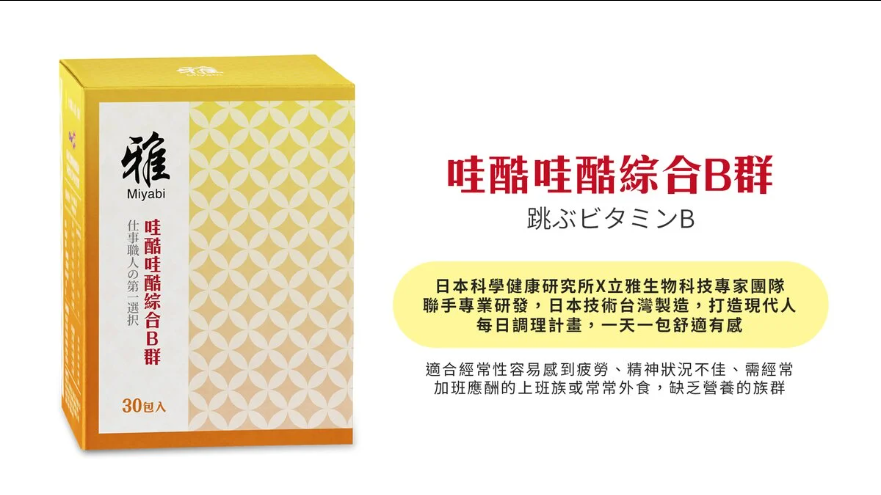 雅
Miyabi
哇酷哇酷綜合B群
仕事職人の第一選択
30包入
哇酷哇酷綜合B群
跳ぶビタミンB
日本科學健康研究所X立雅生物科技專家團隊
聯手專業研發，日本技術台灣製造，打造現代人
每日調理計畫，一天一包舒適有感
適合經常性容易感到疲勞、精神狀況不佳、需經常
加班應酬的上班族或常常外食，缺乏營養的族群